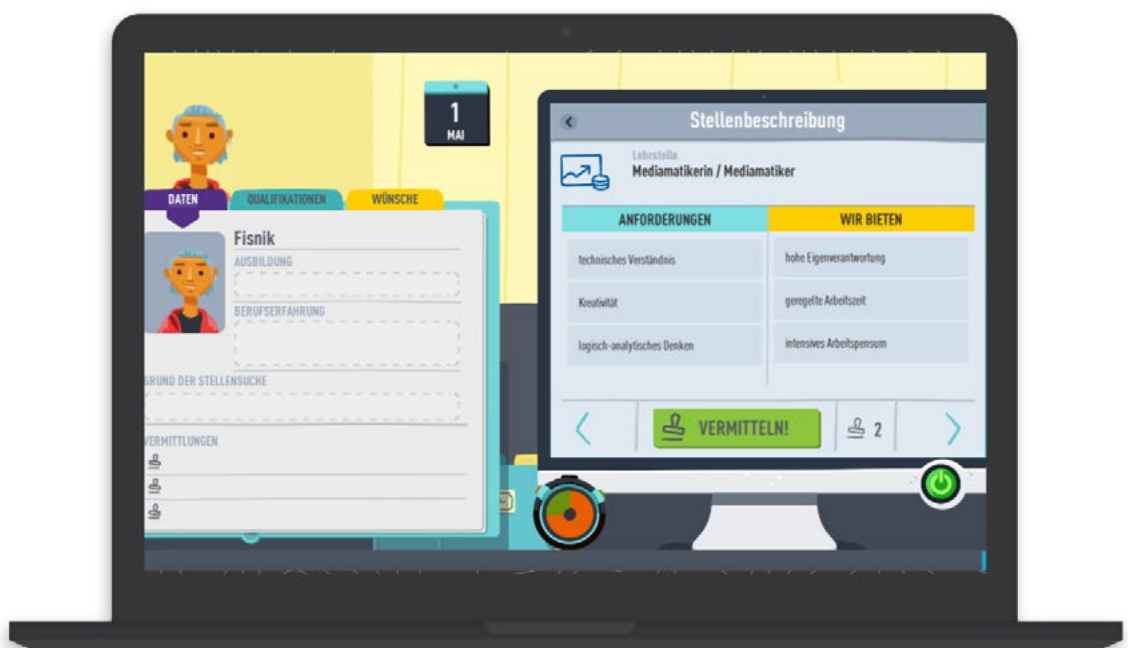 1
MAI
DATEN
QUALIFIKATIONEN
WÜNSCHE
Fisnik
AUSBILDUNG
BERUFSERFAHRUNG
GRUND DER STELLENSUCHE
VERMITTLUNGEN
Stellenbeschreibung
Lehrstelle
Mediamatikerin / Mediamatiker
ANFORDERUNGEN
WIR BIETEN
technisches Verständnis
hohe Eigenverantwortung
Kreativität
geregelte Arbeitszeit
logisch-analytisches Denken
intensives Arbeitspensum
VERMITTELN!
2